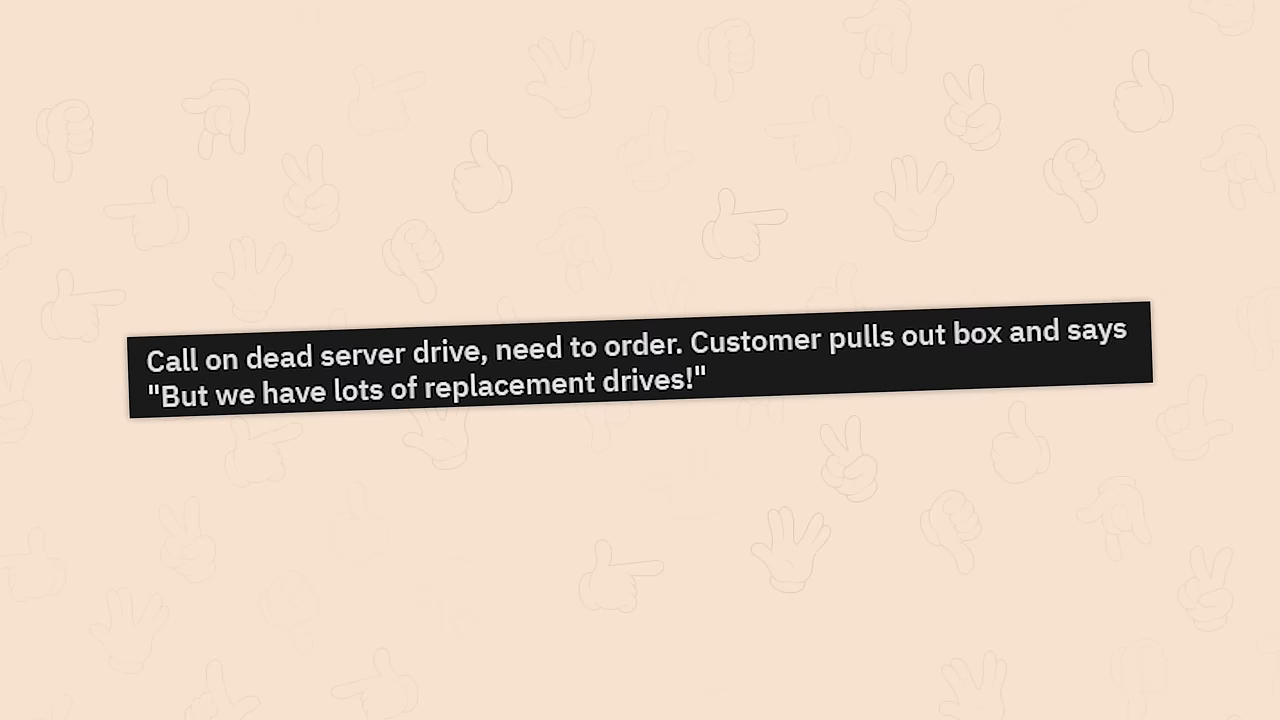 Call on dead server drive, need to order. Customer pulls out box and says
"But we have lots of replacement drives!"